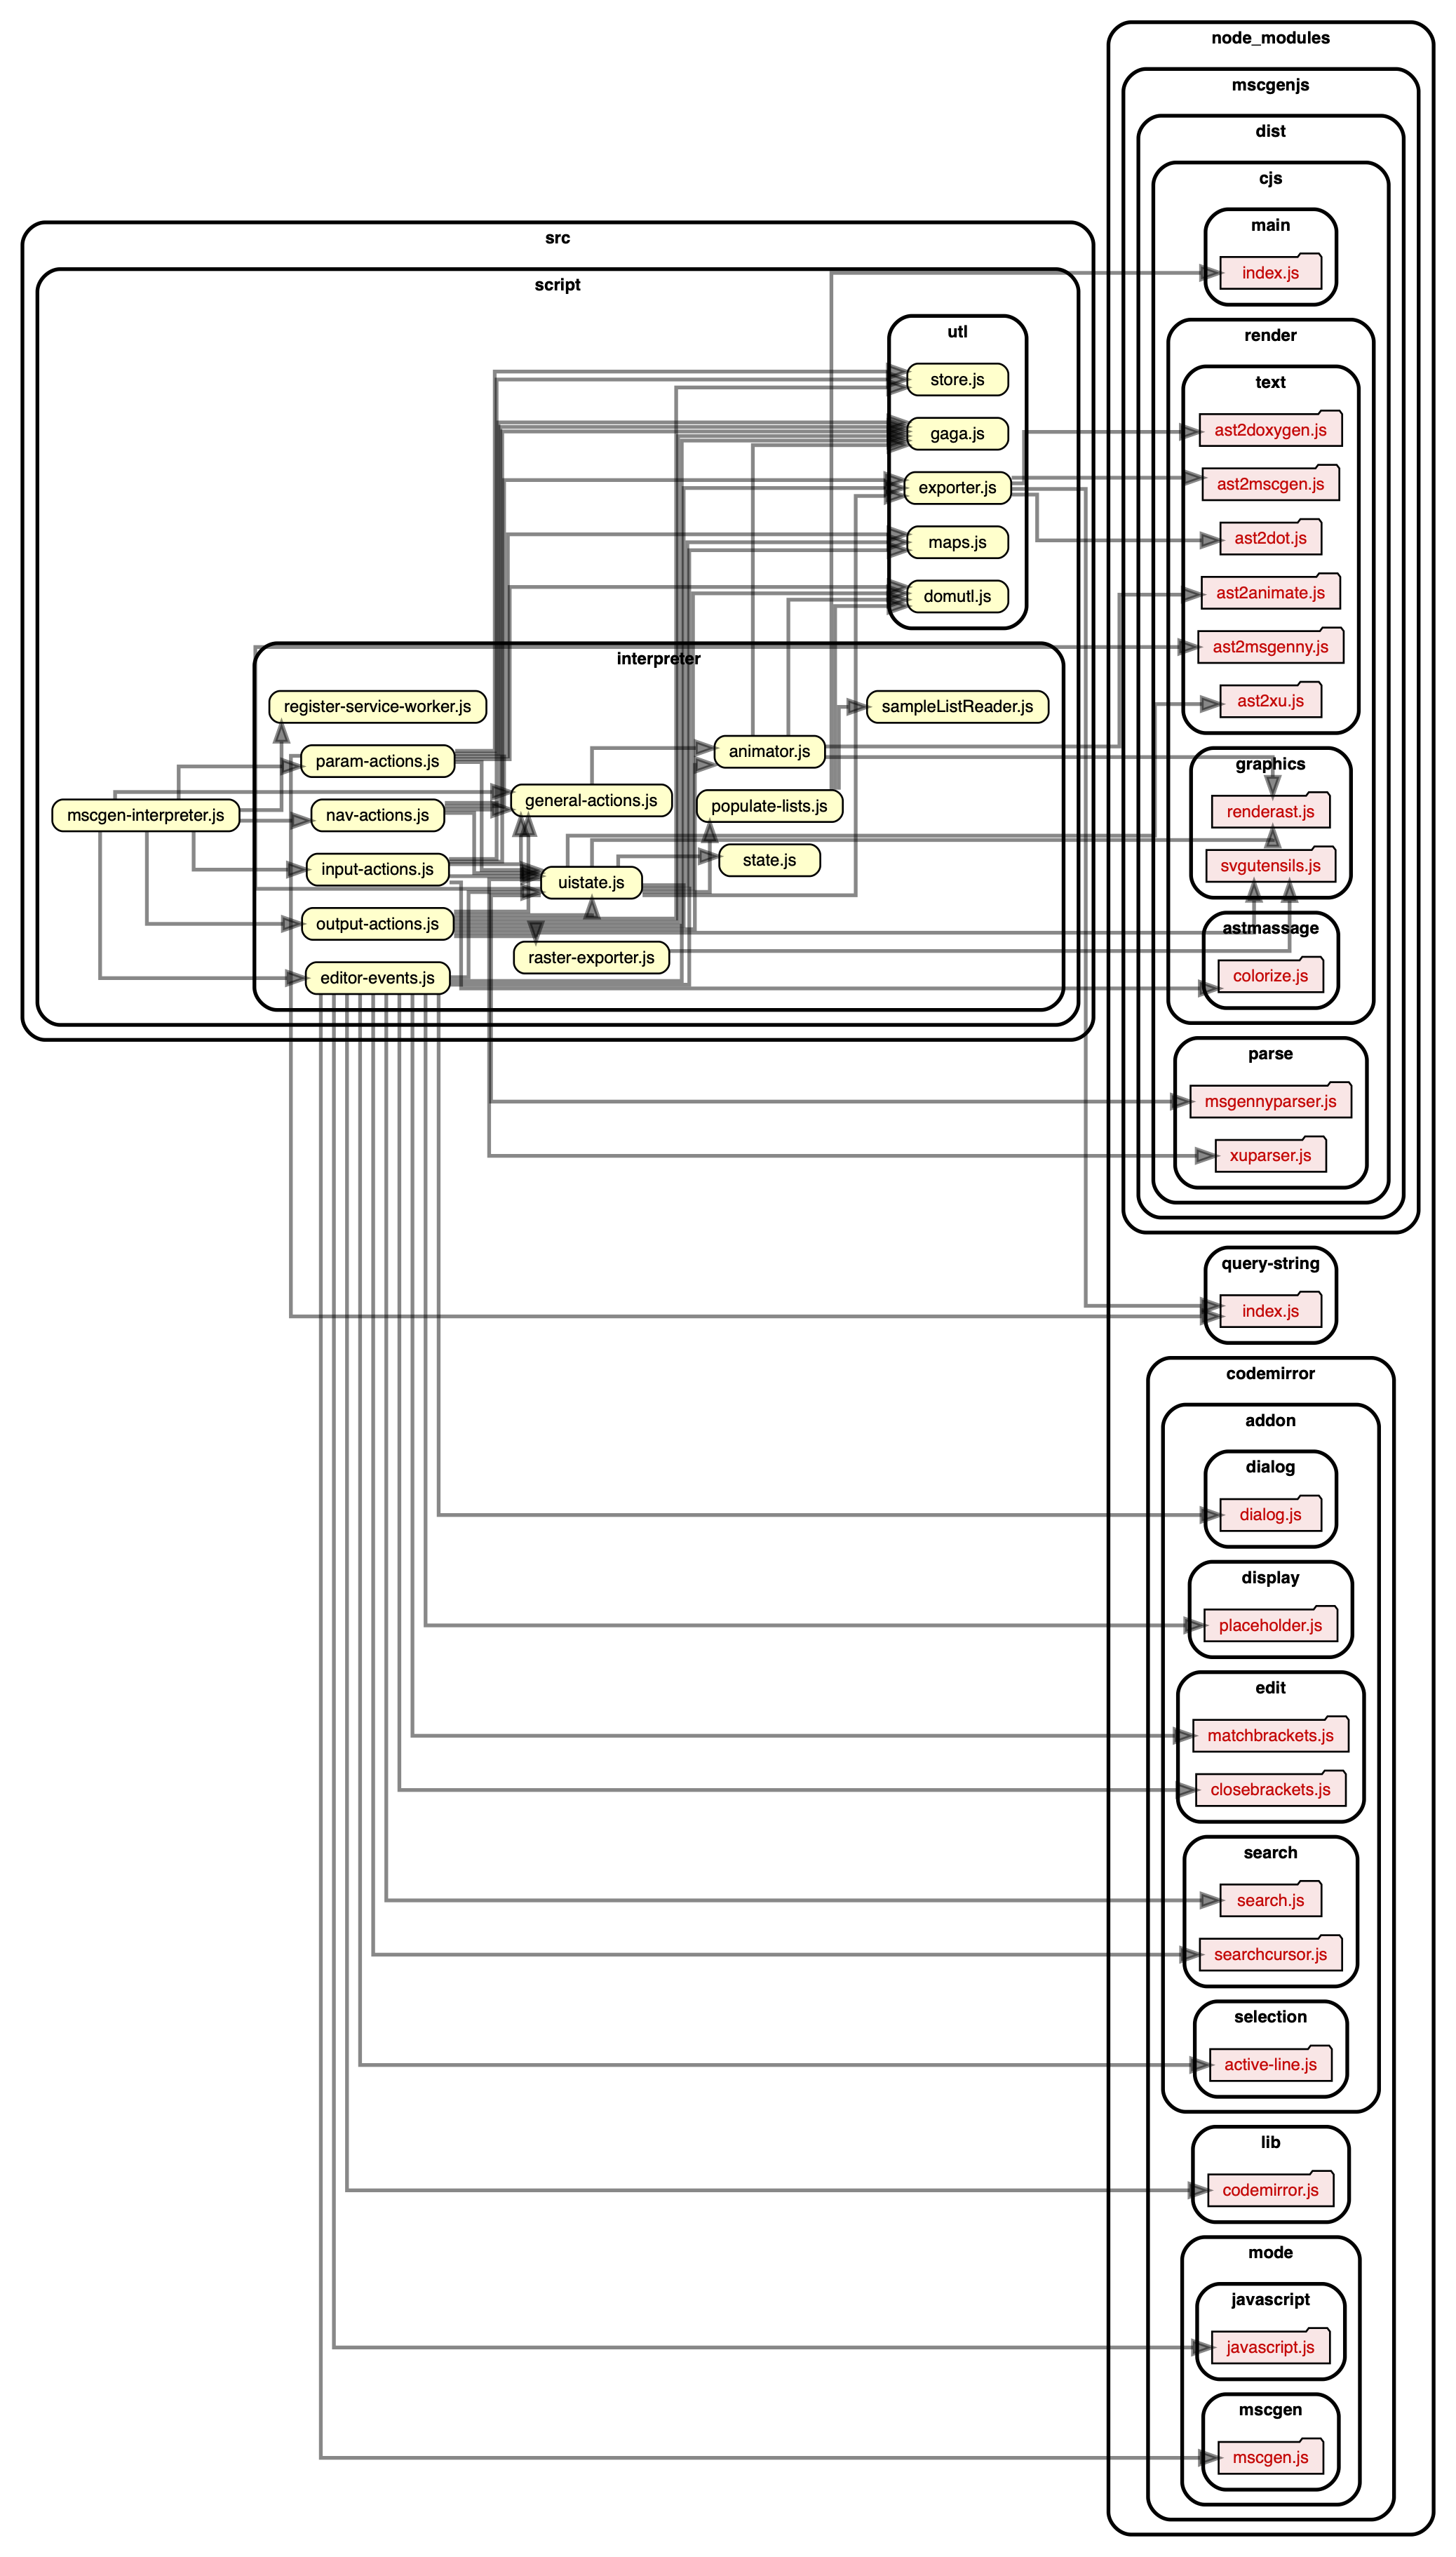 node_modules
mscgenjs
dist
cjs
main
index.js
src
script
utl
store.js
gaga.js
exporter.js
maps.js
domutl.js
interpreter
register-service-worker.js
sampleListReader.js
param-actions.js
animator.js
general-actions.js
populate-lists.js
mscgen-interpreter.js
nav-actions.js
state.js
input-actions.js
uistate.js
output-actions.js
raster-exporter.js
editor-events.js
render
text
ast2doxygen.js
ast2mscgen.js
ast2dot.js
ast2animate.js
ast2msgenny.js
ast2xu.js
graphics
renderast.js
svgutensils.js
astmassage
colorize.js
parse
msgennyparser.js
xuparser.js
query-string
index.js
codemirror
addon
dialog
dialog.js
display
placeholder.js
edit
matchbrackets.js
closebrackets.js
search
search.js
searchcursor.js
selection
active-line.js
lib
codemirror.js
mode
javascript
javascript.js
mscgen
mscgen.js